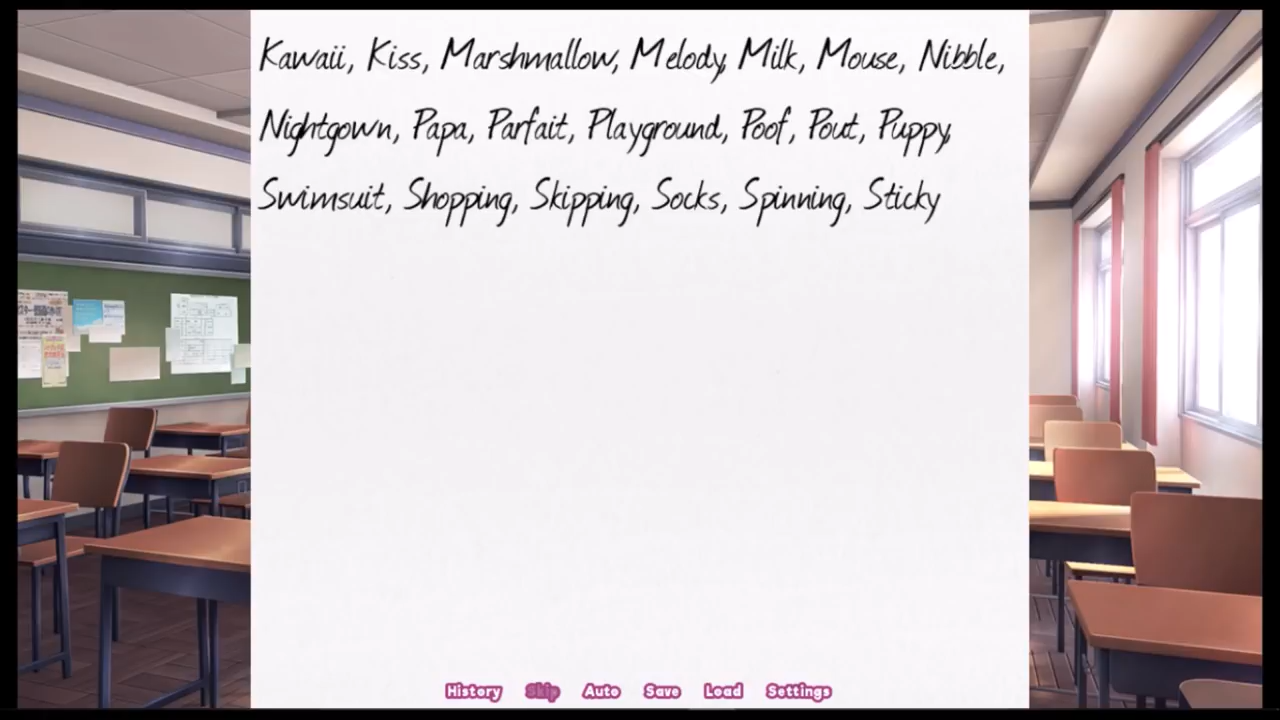 Kawaii, Kiss, Marshmallow, Melody, Milk, Mouse, Nibble,
Nightgown, Papa, Parfait, Playground, Poof, Pout, Puppy,
Swimsuit, Shopping, Skipping, Socks, Spinning, Sticky
History Skip Auto Save Load Settings